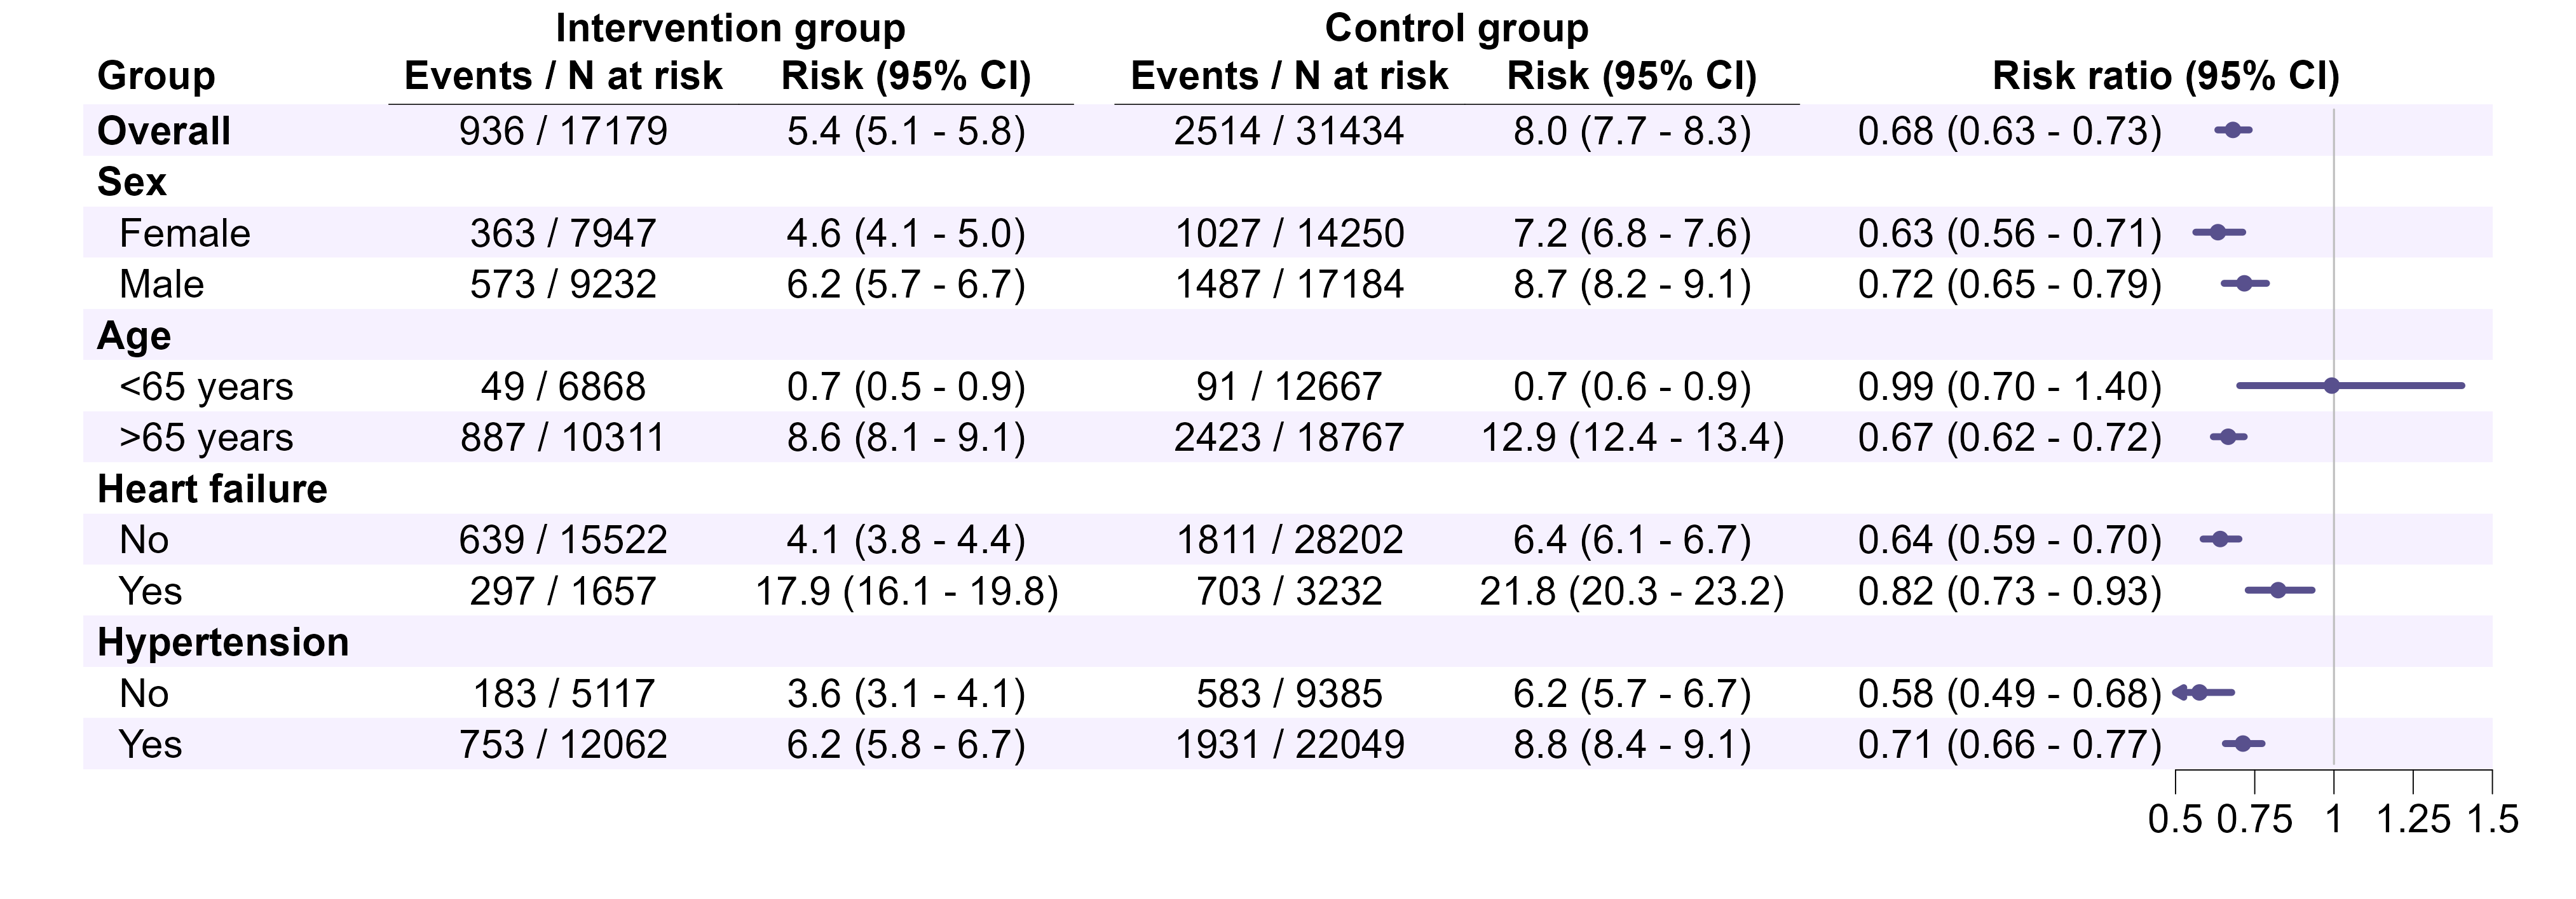 Intervention group Control group
Group Events / N at risk Risk (95% CI) Events / N at risk Risk (95% CI) Risk ratio (95% CI)
Overall 936 / 17179 5.4 (5.1 - 5.8) 2514 / 31434 8.0 (7.7 - 8.3) 0.68 (0.63 - 0.73)
Sex
Female 363 / 7947 4.6 (4.1 - 5.0) 1027 / 14250 7.2 (6.8 - 7.6) 0.63 (0.56 - 0.71)
Male 573 / 9232 6.2 (5.7 - 6.7) 1487 / 17184 8.7 (8.2 - 9.1) 0.72 (0.65 - 0.79)
Age
<65 years 49 / 6868 0.7 (0.5 - 0.9) 91 / 12667 0.7 (0.6 - 0.9) 0.99 (0.70 - 1.40)
>65 years 887 / 10311 8.6 (8.1 - 9.1) 2423 / 18767 12.9 (12.4 - 13.4) 0.67 (0.62 - 0.72)
Heart failure
No 639 / 15522 4.1 (3.8 - 4.4) 1811 / 28202 6.4 (6.1 - 6.7) 0.64 (0.59 - 0.70)
Yes 297 / 1657 17.9 (16.1 - 19.8) 703 / 3232 21.8 (20.3 - 23.2) 0.82 (0.73 - 0.93)
Hypertension
No 183 / 5117 3.6 (3.1 - 4.1) 583 / 9385 6.2 (5.7 - 6.7) 0.58 (0.49 - 0.68)
Yes 753 / 12062 6.2 (5.8 - 6.7) 1931 / 22049 8.8 (8.4 - 9.1) 0.71 (0.66 - 0.77)
0.5 0.75 1 1.25 1.5